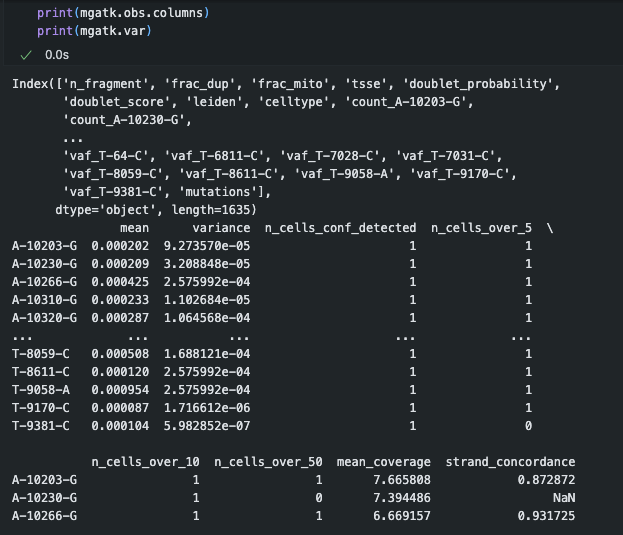 print(mgatk.obs.columns)
print(mgatk.var)
✓ 0.0s
Index(['n_fragment', 'frac_dup', 'frac_mito', 'tsse', 'doublet_probability',
'doublet_score', 'leiden', 'celltype', 'count_A-10203-G',
'count_A-10230-G',
...
'vaf_T-64-C', 'vaf_T-6811-C', 'vaf_T-7028-C', 'vaf_T-7031-C',
'vaf_T-8059-C', 'vaf_T-8611-C', 'vaf_T-9058-A', 'vaf_T-9170-C',
'vaf_T-9381-C', 'mutations'],
dtype='object', length=1635)
mean variance n_cells_conf_detected n_cells_over_5 \
A-10203-G 0.000202 9.273570e-05 1 1
A-10230-G 0.000209 3.208848e-05 1 1
A-10266-G 0.000425 2.575992e-04 1 1
A-10310-G 0.000233 1.102684e-05 1 1
A-10320-G 0.000287 1.064568e-04 1 1
... ... ... ... ...
T-8059-C 0.000508 1.688121e-04 1 1
T-8611-C 0.000120 2.575992e-04 1 1
T-9058-A 0.000954 2.575992e-04 1 1
T-9170-C 0.000087 1.716612e-06 1 1
T-9381-C 0.000104 5.982852e-07 1 0
n_cells_over_10 n_cells_over_50 mean_coverage strand_concordance
A-10203-G 1 1 7.665808 0.872872
A-10230-G 1 0 7.394486 NaN
A-10266-G 1 1 6.669157 0.931725